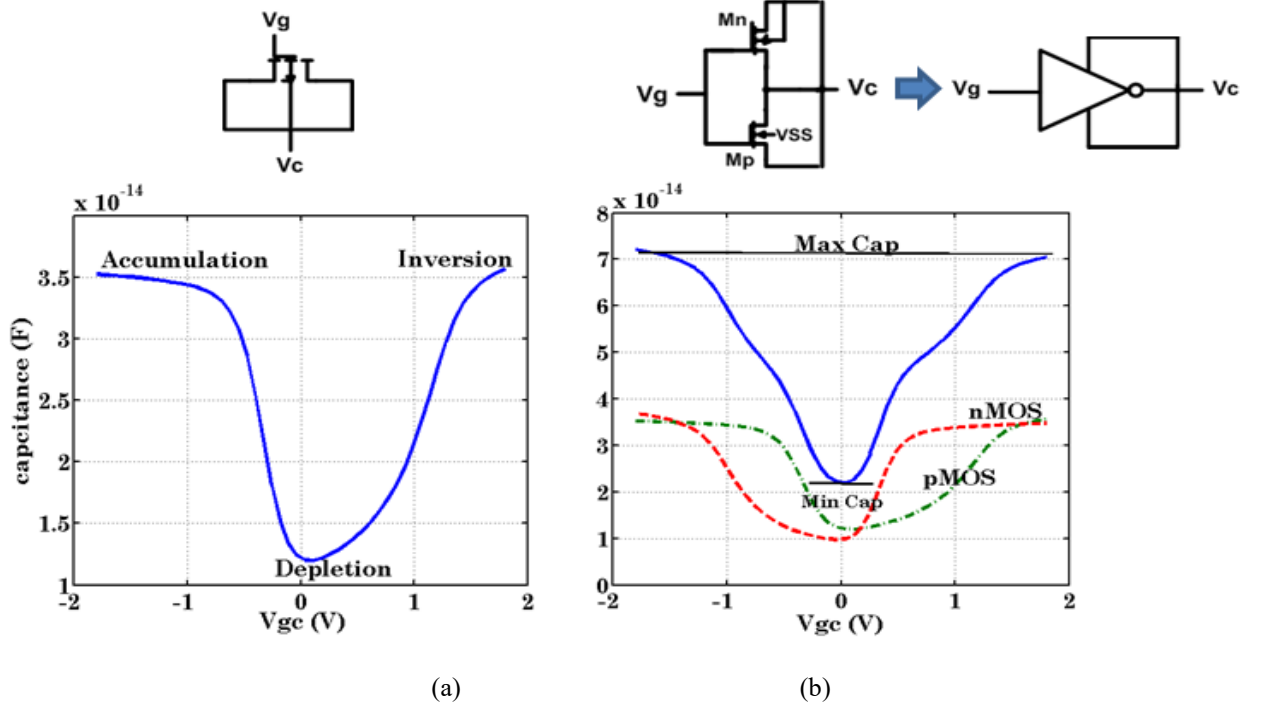 Vg
Vc
x 10^-14
Accumulation
Inversion
Depletion
capcitance (F)
3.5
3
2.5
2
1.5
1
-2
-1
0
1
2
Vgc (V)
(a)
Mn
Vg
Vc
VSS
Mp
Vg
Vc
x 10^-14
Max Cap
nMOS
pMOS
Min Cap
8
7
6
5
4
3
2
1
0
-2
-1
0
1
2
Vgc (V)
(b)